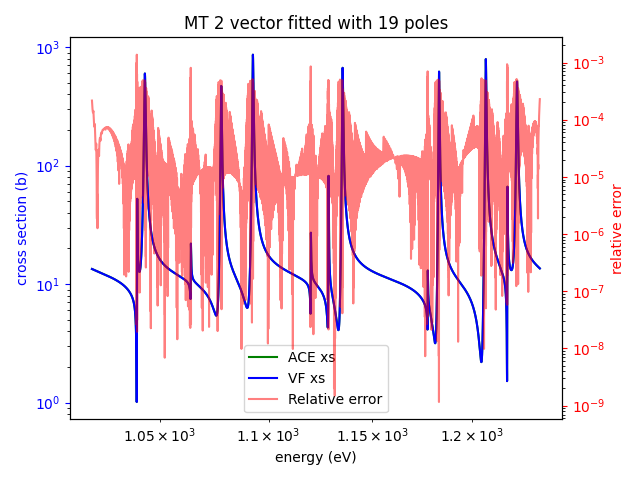 MT 2 vector fitted with 19 poles
10³
10²
10¹
10⁰
cross section (b)
10⁻³
10⁻⁴
10⁻⁵
10⁻⁶
10⁻⁷
10⁻⁸
10⁻⁹
relative error
ACE xs
VF xs
Relative error
1.05×10³ 1.1×10³ 1.15×10³ 1.2×10³
energy (eV)